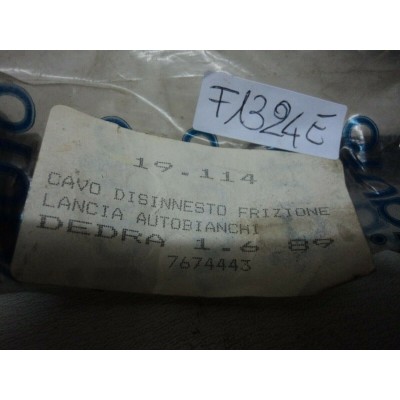 F1324E
19.114
CAVO DISINNESTO FRIZIONE
LANCIA AUTOBIANCHI
DEDRA 1.6 89
7674443